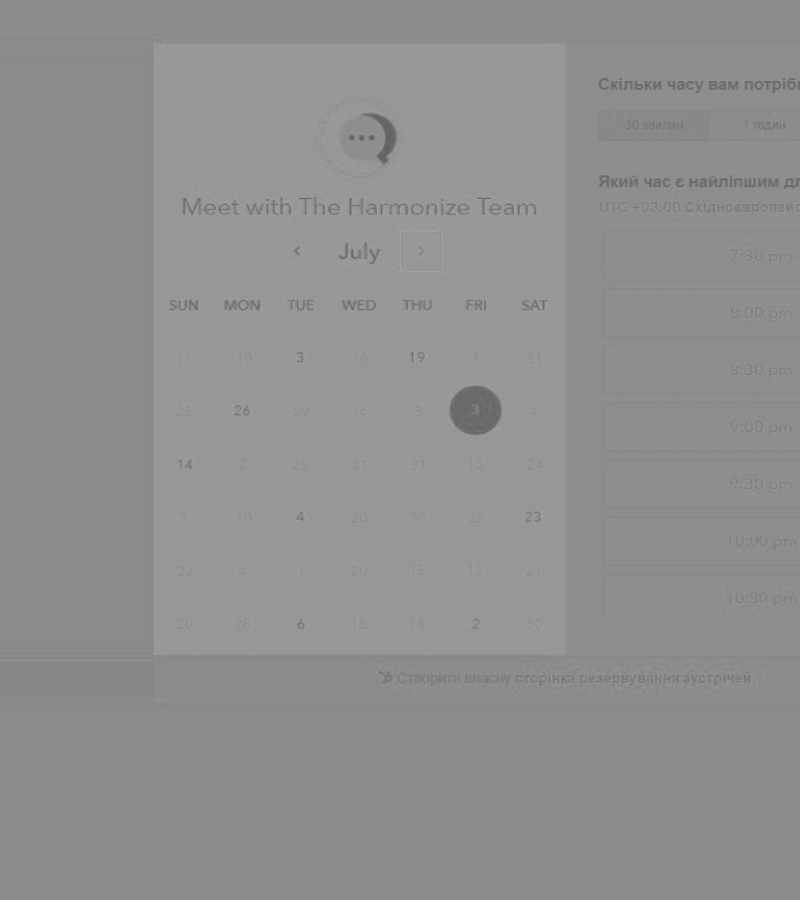 Meet with The Harmonize Team
July
SUN MON TUE WED THU FRI SAT
11 10 3 16 19 1 31
25 26 29 16 3 3 4
14 2 25 31 31 13 24
5 10 4 20 30 22 23
22 4 1 20 15 12 21
20 28 6 18 18 2 30
Скільки часу вам потрібн
30 хвилин 1 годин
Який час є найліпшим дл
UTC +03:00 Східноєвропейс
7:30 pm
8:00 pm
8:30 pm
9:00 pm
9:30 pm
10:00 pm
10:30 pm
Створити власну сторінка резервування зустрічей